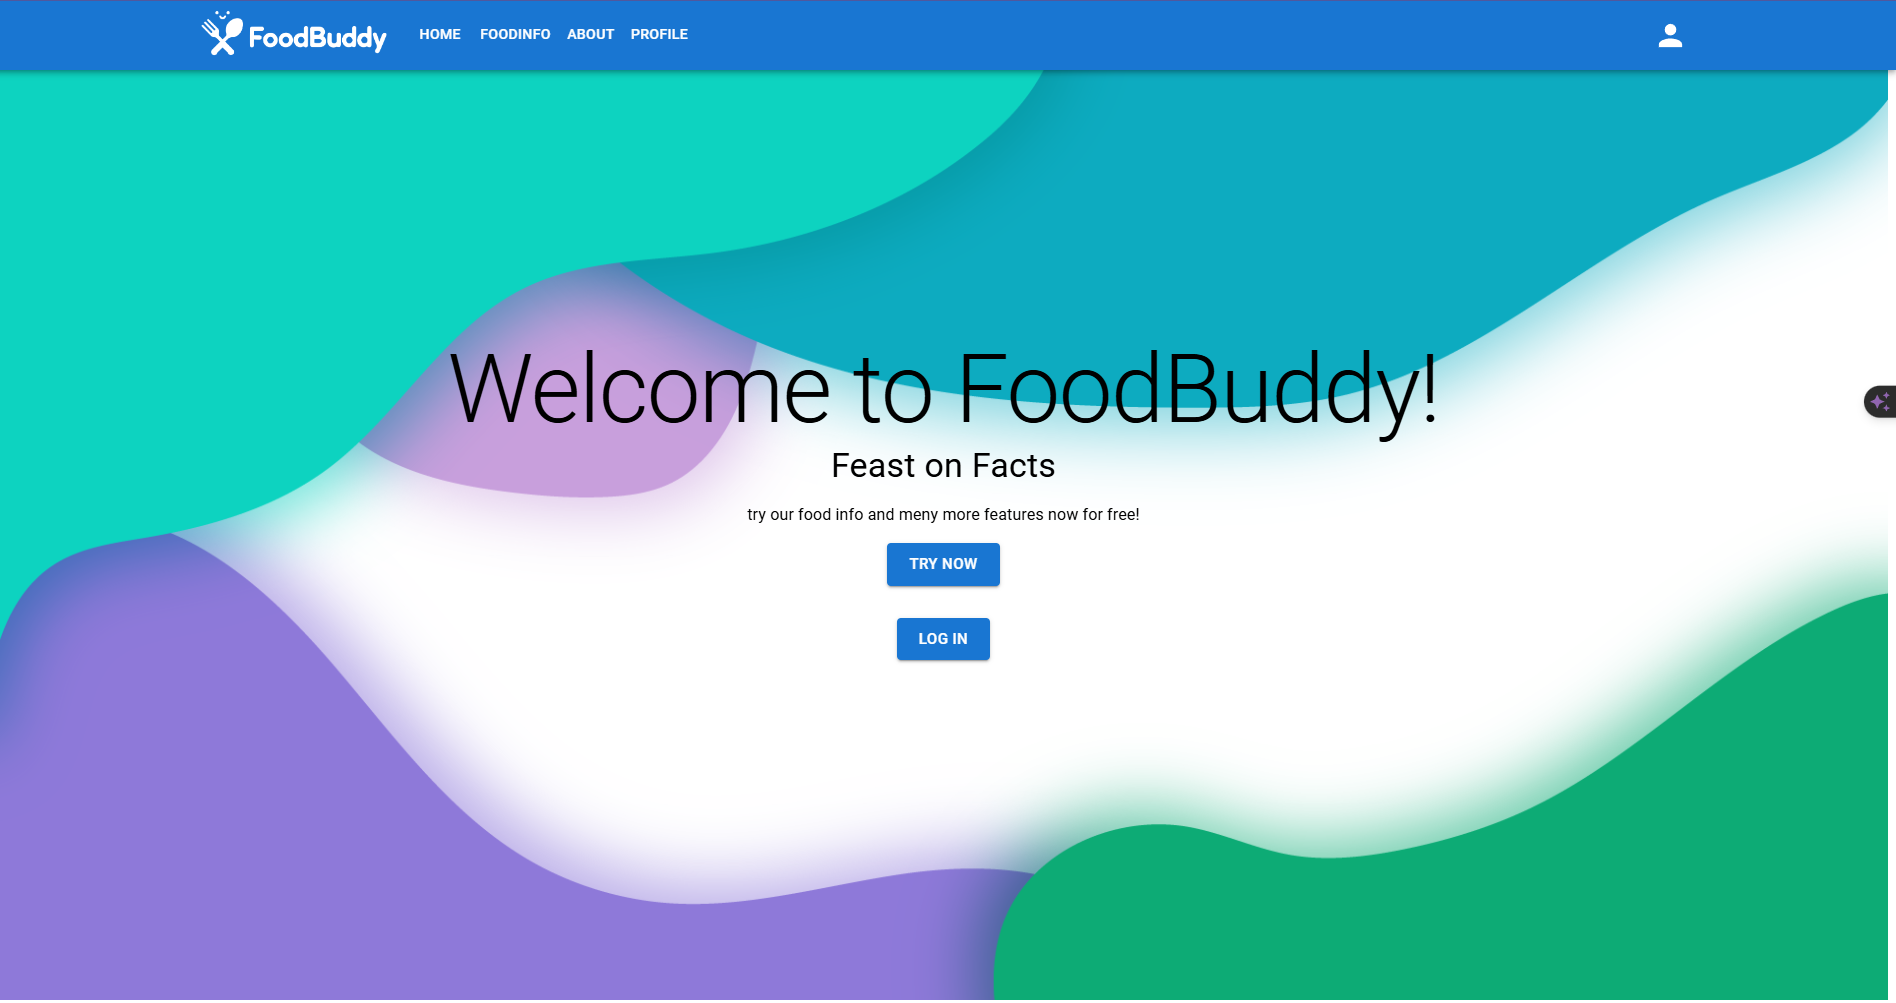 FoodBuddy HOME FOODINFO ABOUT PROFILE
Welcome to FoodBuddy!
Feast on Facts
try our food info and meny more features now for free!
TRY NOW
LOG IN